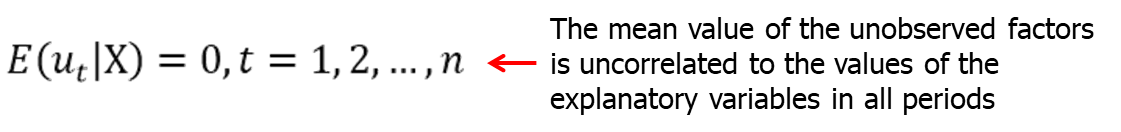 E(uₜ|X) = 0, t = 1, 2, … , n
The mean value of the unobserved factors
is uncorrelated to the values of the
explanatory variables in all periods